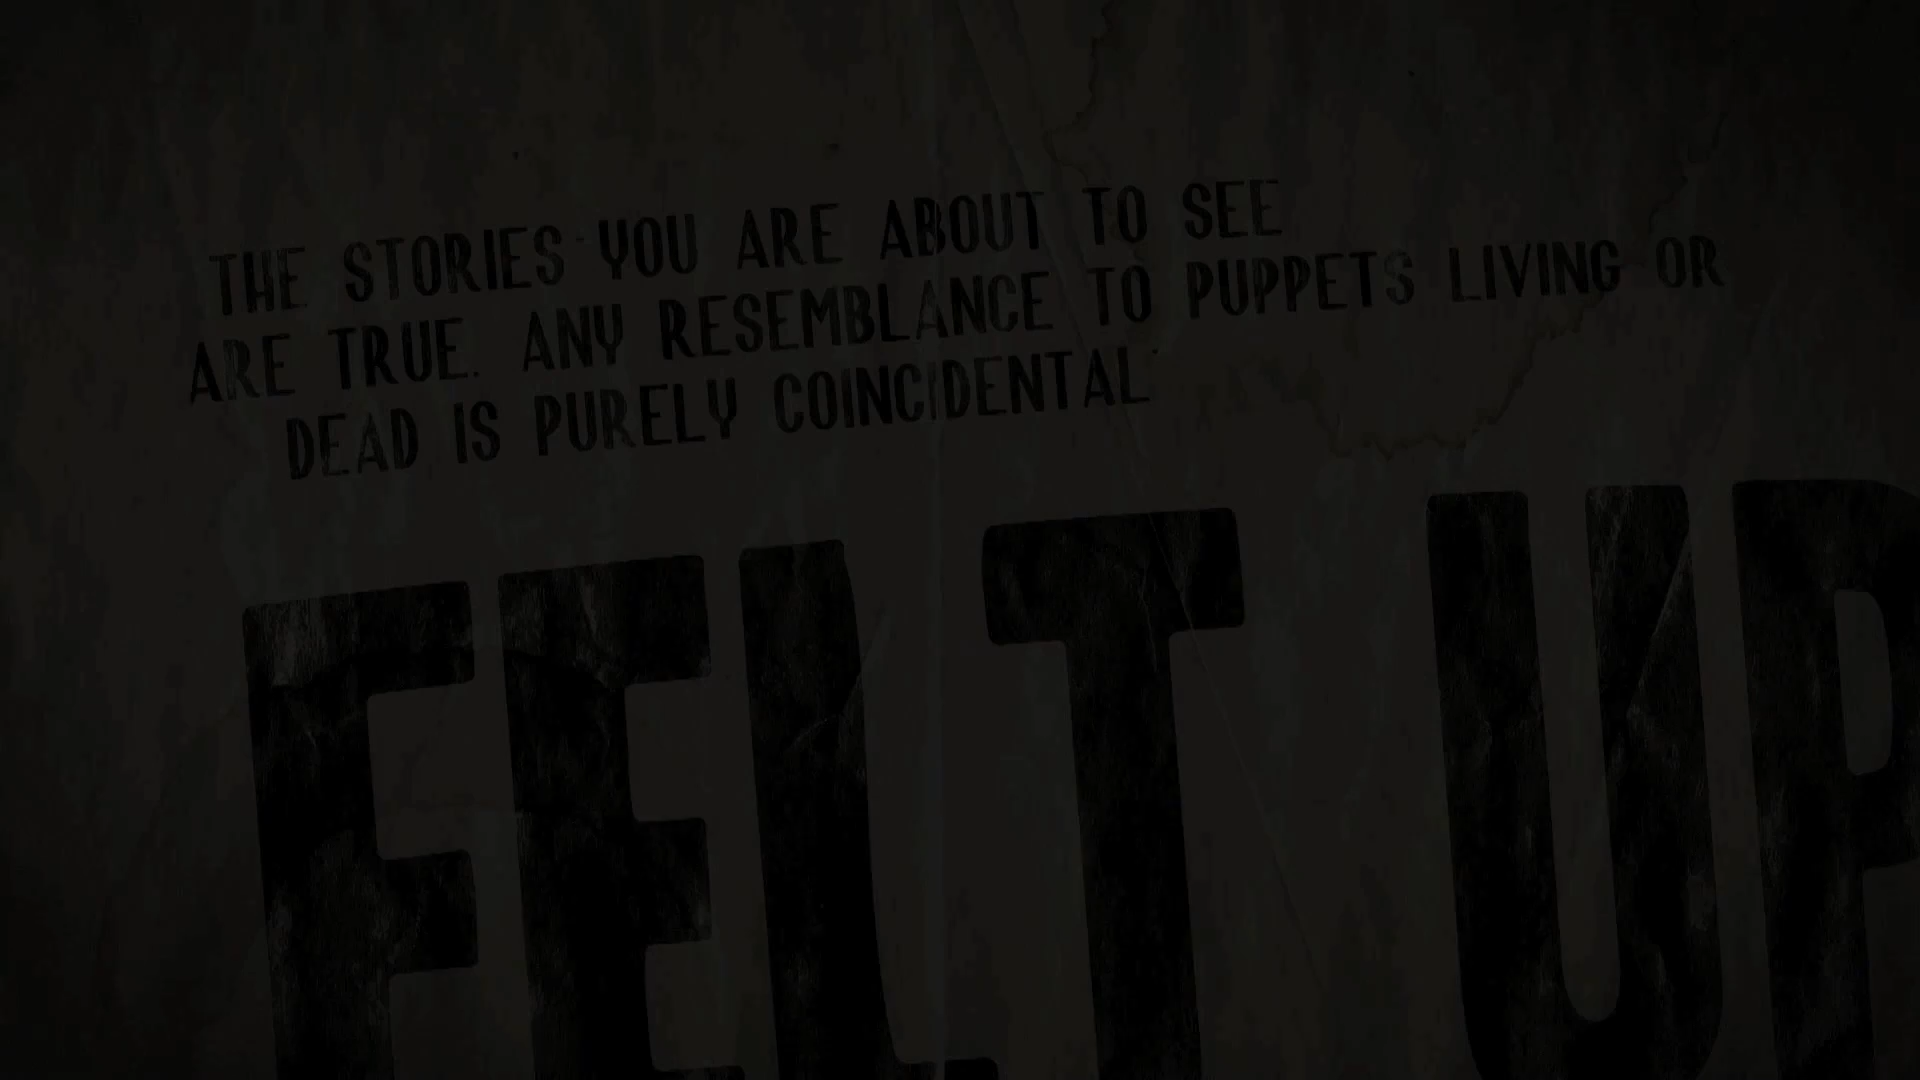 THE STORIES YOU ARE ABOUT TO SEE
ARE TRUE. ANY RESEMBLANCE TO PUPPETS LIVING OR
DEAD IS PURELY COINCIDENTAL
FELT UP